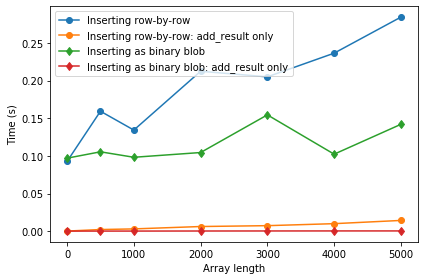 Inserting row-by-row
Inserting row-by-row: add_result only
Inserting as binary blob
Inserting as binary blob: add_result only
Time (s)
0.25
0.20
0.15
0.10
0.05
0.00
0
1000
2000
3000
4000
5000
Array length